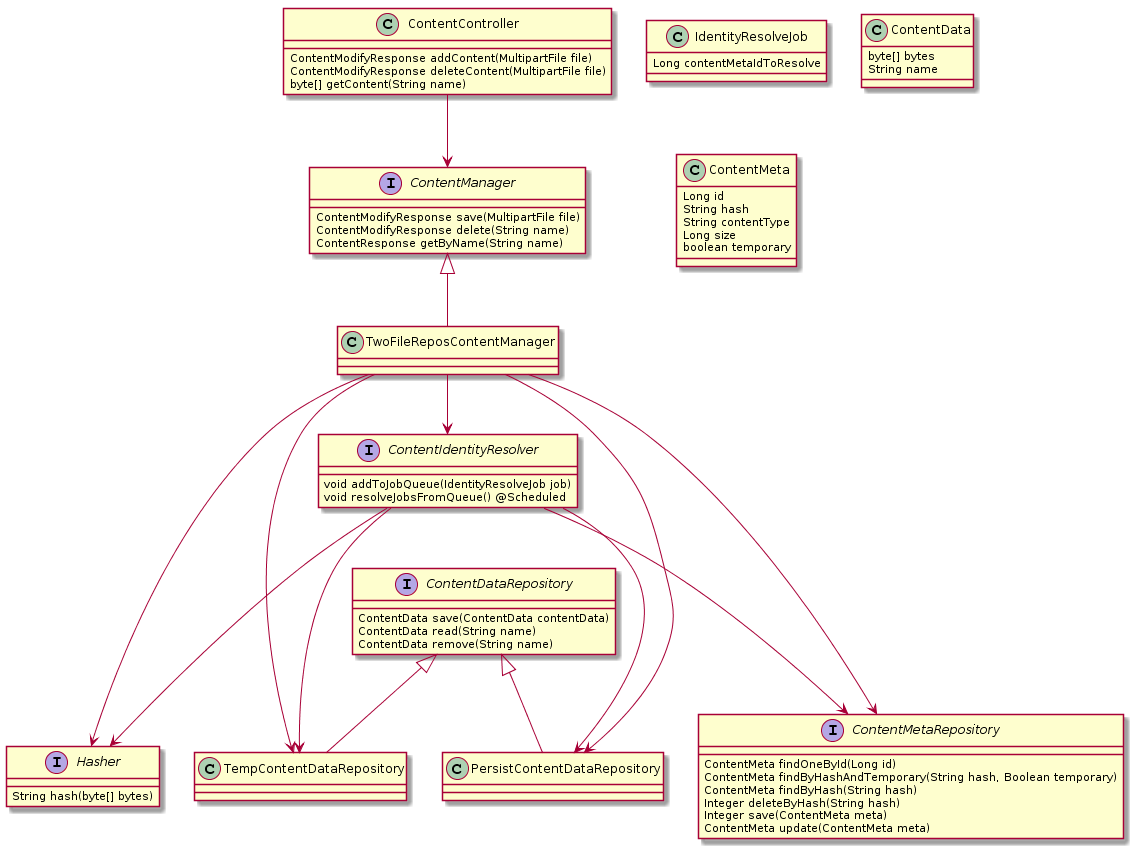 C ContentController
ContentModifyResponse addContent(MultipartFile file)
ContentModifyResponse deleteContent(MultipartFile file)
byte[] getContent(String name)
C IdentityResolveJob
Long contentMetaIdToResolve
C ContentData
byte[] bytes
String name
I ContentManager
ContentModifyResponse save(MultipartFile file)
ContentModifyResponse delete(String name)
ContentResponse getByName(String name)
C ContentMeta
Long id
String hash
String contentType
Long size
boolean temporary
C TwoFileReposContentManager
I ContentIdentityResolver
void addToJobQueue(IdentityResolveJob job)
void resolveJobsFromQueue() @Scheduled
I ContentDataRepository
ContentData save(ContentData contentData)
ContentData read(String name)
ContentData remove(String name)
I Hasher
String hash(byte[] bytes)
C TempContentDataRepository
C PersistContentDataRepository
I ContentMetaRepository
ContentMeta findOneById(Long id)
ContentMeta findByHashAndTemporary(String hash, Boolean temporary)
ContentMeta findByHash(String hash)
Integer deleteByHash(String hash)
Integer save(ContentMeta meta)
ContentMeta update(ContentMeta meta)